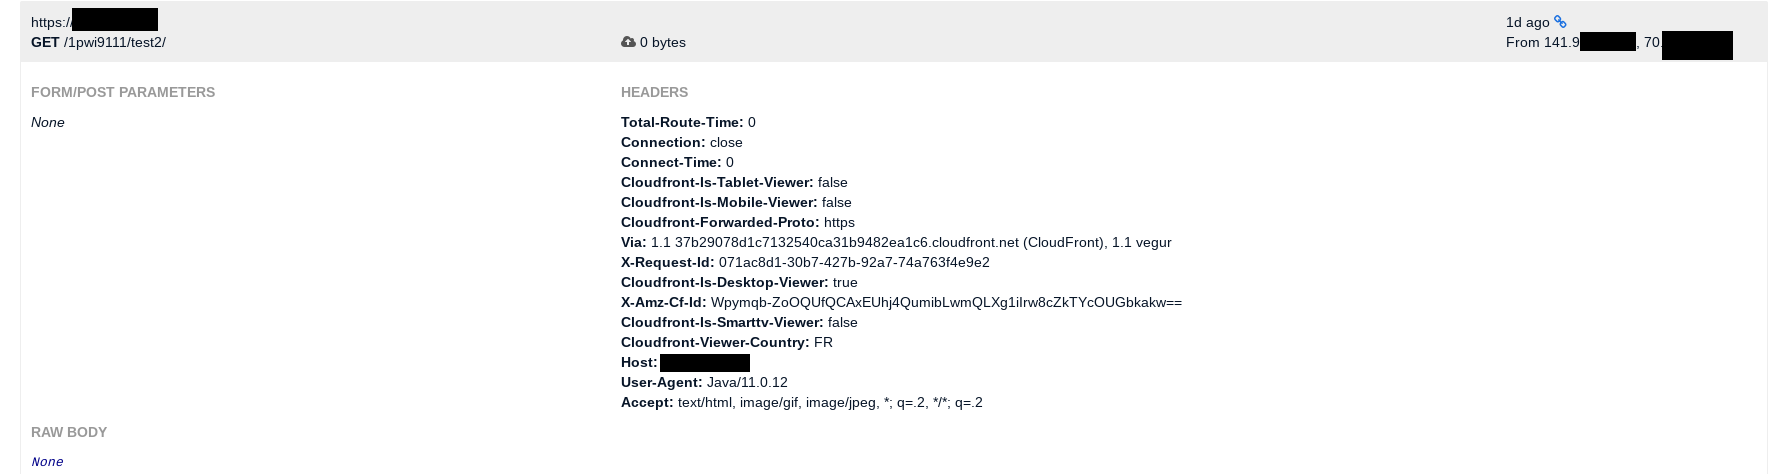 https:/
1d ago
GET /1pwi9111/test2/
0 bytes
From 141.9 , 70.
FORM/POST PARAMETERS
HEADERS
None
Total-Route-Time: 0
Connection: close
Connect-Time: 0
Cloudfront-Is-Tablet-Viewer: false
Cloudfront-Is-Mobile-Viewer: false
Cloudfront-Forwarded-Proto: https
Via: 1.1 37b29078d1c7132540ca31b9482ea1c6.cloudfront.net (CloudFront), 1.1 vegur
X-Request-Id: 071ac8d1-30b7-427b-92a7-74a763f4e9e2
Cloudfront-Is-Desktop-Viewer: true
X-Amz-Cf-Id: Wpymqb-ZoOQUfQCAxEUhj4QumibLwmQLXg1iIrw8cZkTYcOUGbkakw==
Cloudfront-Is-Smarttv-Viewer: false
Cloudfront-Viewer-Country: FR
Host:
User-Agent: Java/11.0.12
Accept: text/html, image/gif, image/jpeg, *; q=.2, */*; q=.2
RAW BODY
None